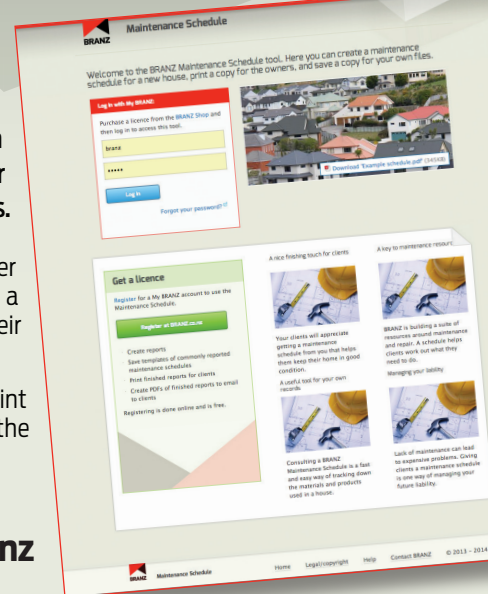 r
s.
er
a
eir
int
the
nz
BRANZ
Maintenance Schedule
Welcome to the BRANZ Maintenance Schedule tool. Here you can create a maintenance
schedule for a new house, print a copy for the owners, and save a copy for your own files.
Log in with My BRANZ:
Purchase a licence from the BRANZ Shop and
then log in to access this tool.
branz
•••••
Log in
Forgot your password?
Download 'Example schedule.pdf' (345KB)
Get a licence
Register for a My BRANZ account to use the
Maintenance Schedule.
Register at BRANZ.co.nz
Create reports
Save templates of commonly reported
maintenance schedules
Print finished reports for clients
Create PDFs of finished reports to email
to clients
Registering is done online and is free.
A nice finishing touch for clients
Your clients will appreciate
getting a maintenance
schedule from you that helps
them keep their home in good
condition.
A useful tool for your own
records.
Consulting a BRANZ
Maintenance Schedule is a fast
and easy way of tracking down
the materials and products
used in a house.
A key to maintenance resourc
BRANZ is building a suite of
resources around maintenance
and repair. A schedule helps
clients work out what they
need to do.
Managing your liability
Lack of maintenance can lead
to expensive problems. Giving
clients a maintenance schedule
is one way of managing your
future liability.
BRANZ
Maintenance Schedule
Home Legal/copyright Help Contact BRANZ © 2013 – 2014